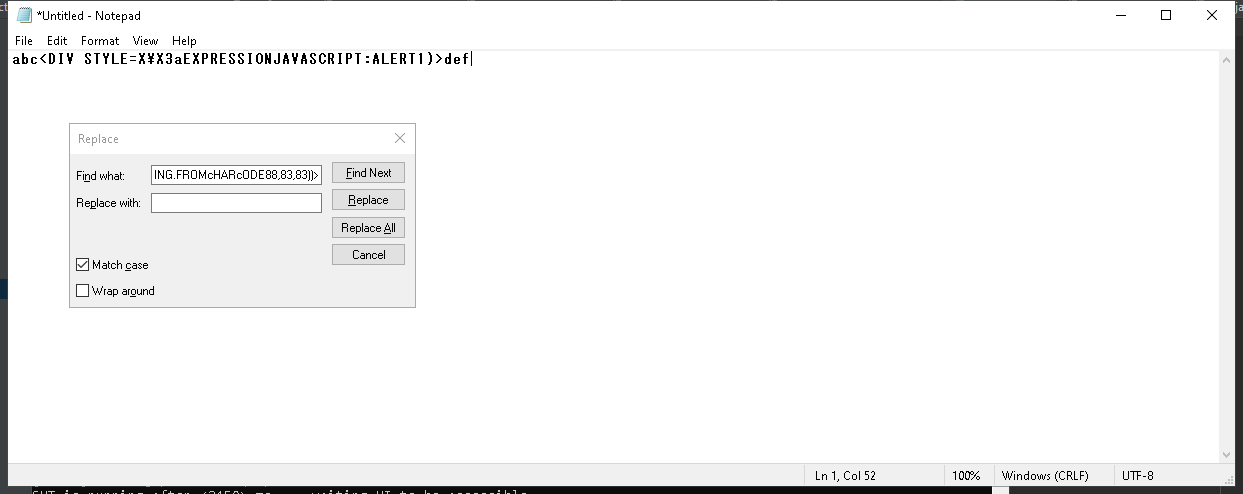 *Untitled - Notepad
File Edit Format View Help
abc<DIV STYLE=X¥X3aEXPRESSIONJAVASCRIPT:ALERT1)>def
Replace
Find what: ING.FROMcHARcODE88,83,83))> Find Next
Replace with: Replace
Replace All
Cancel
Match case
Wrap around
Ln 1, Col 52 100% Windows (CRLF) UTF-8